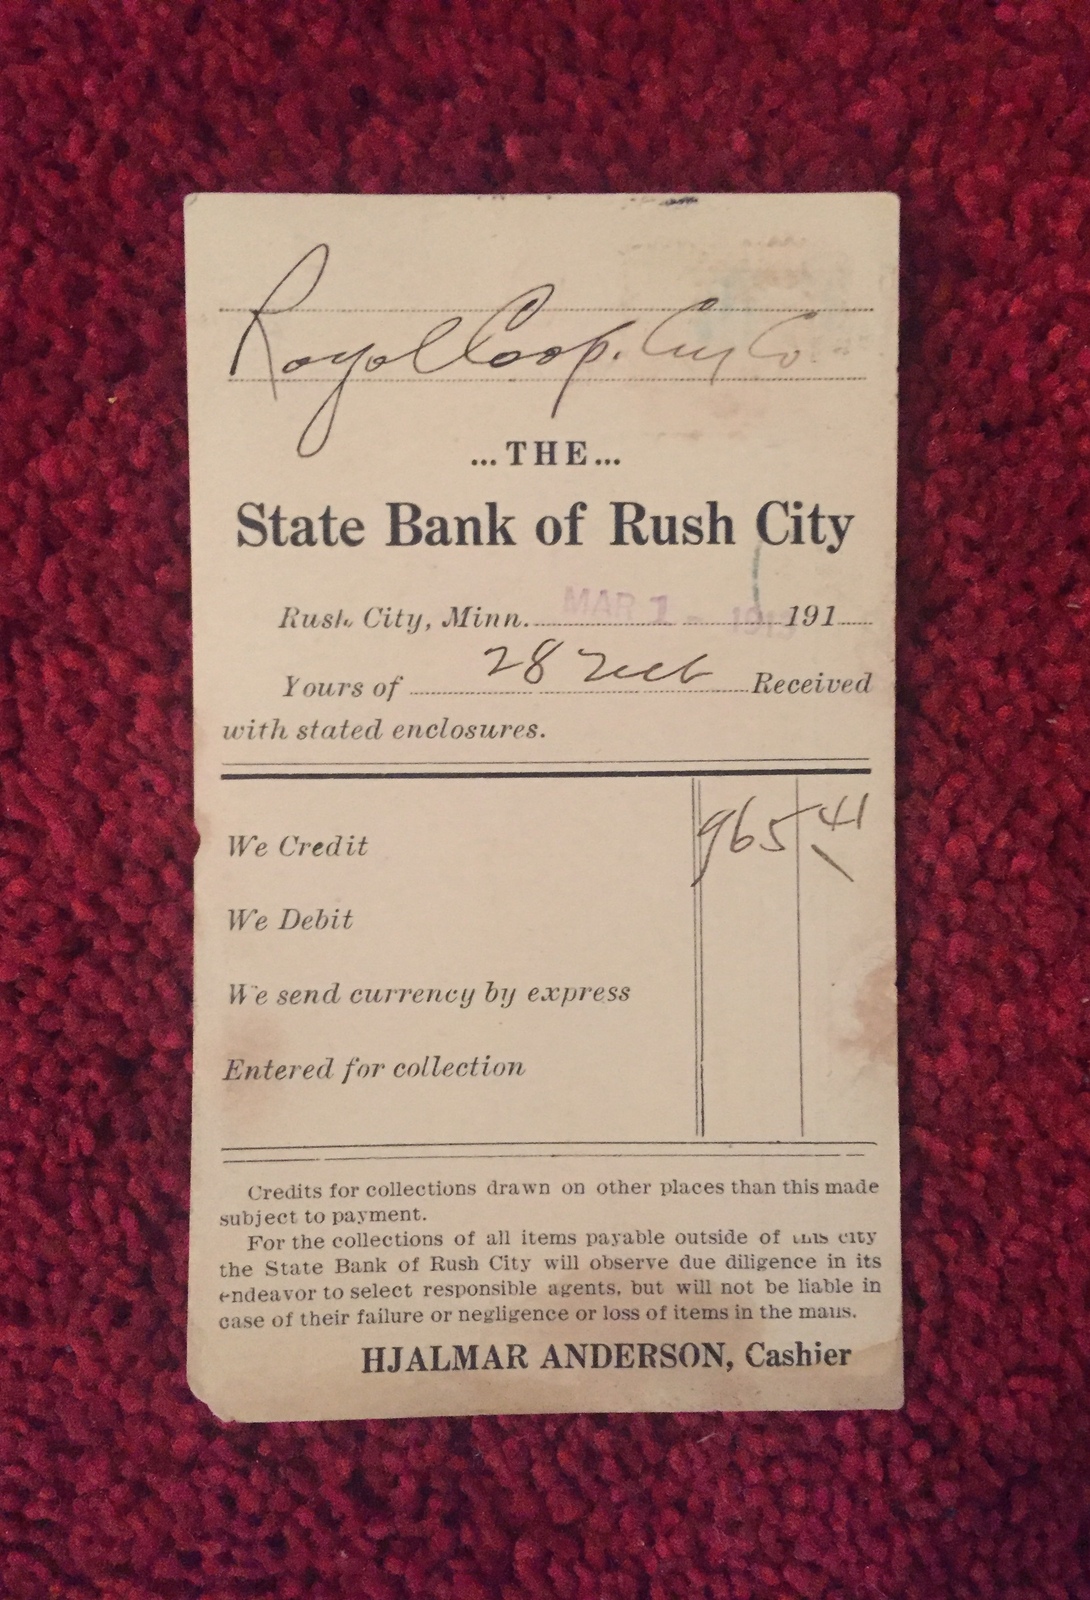 Royal Coop. Cry Co.
...THE...
State Bank of Rush City
Rush City, Minn. MAR 1 - 191 191
Yours of 28 Feb Received
with stated enclosures.
We Credit 965 41
We Debit
We send currency by express
Entered for collection
Credits for collections drawn on other places than this made
subject to payment.
For the collections of all items payable outside of this city
the State Bank of Rush City will observe due diligence in its
endeavor to select responsible agents, but will not be liable in
case of their failure or negligence or loss of items in the mails.
HJALMAR ANDERSON, Cashier